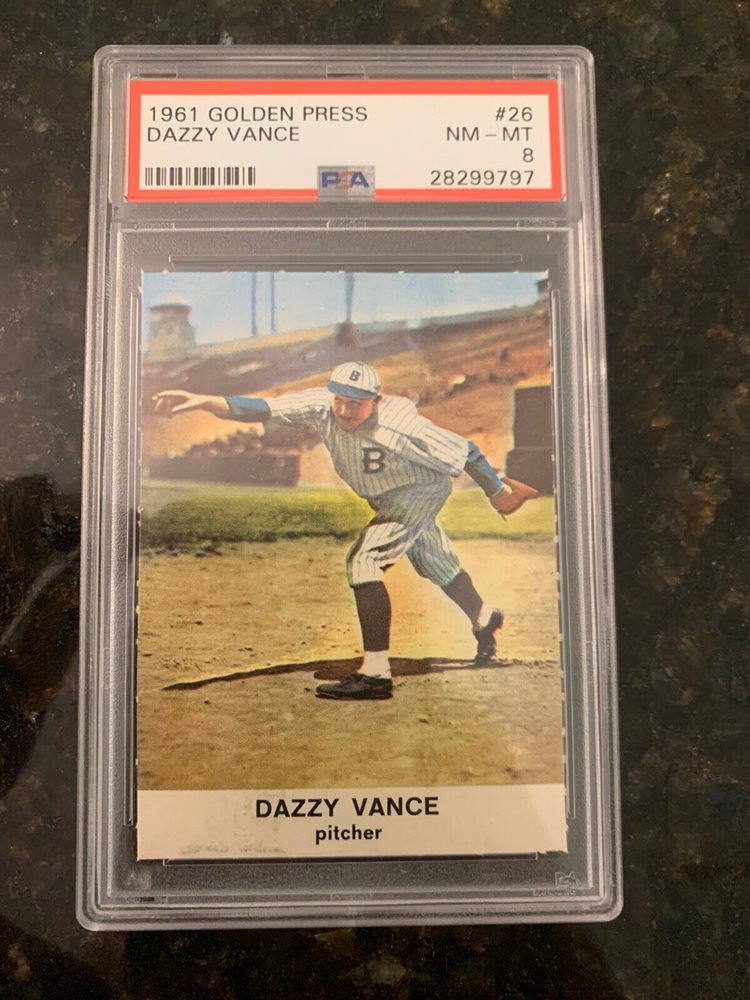 1961 GOLDEN PRESS #26
DAZZY VANCE NM – MT
8
PSA 28299797
B
B
DAZZY VANCE
pitcher